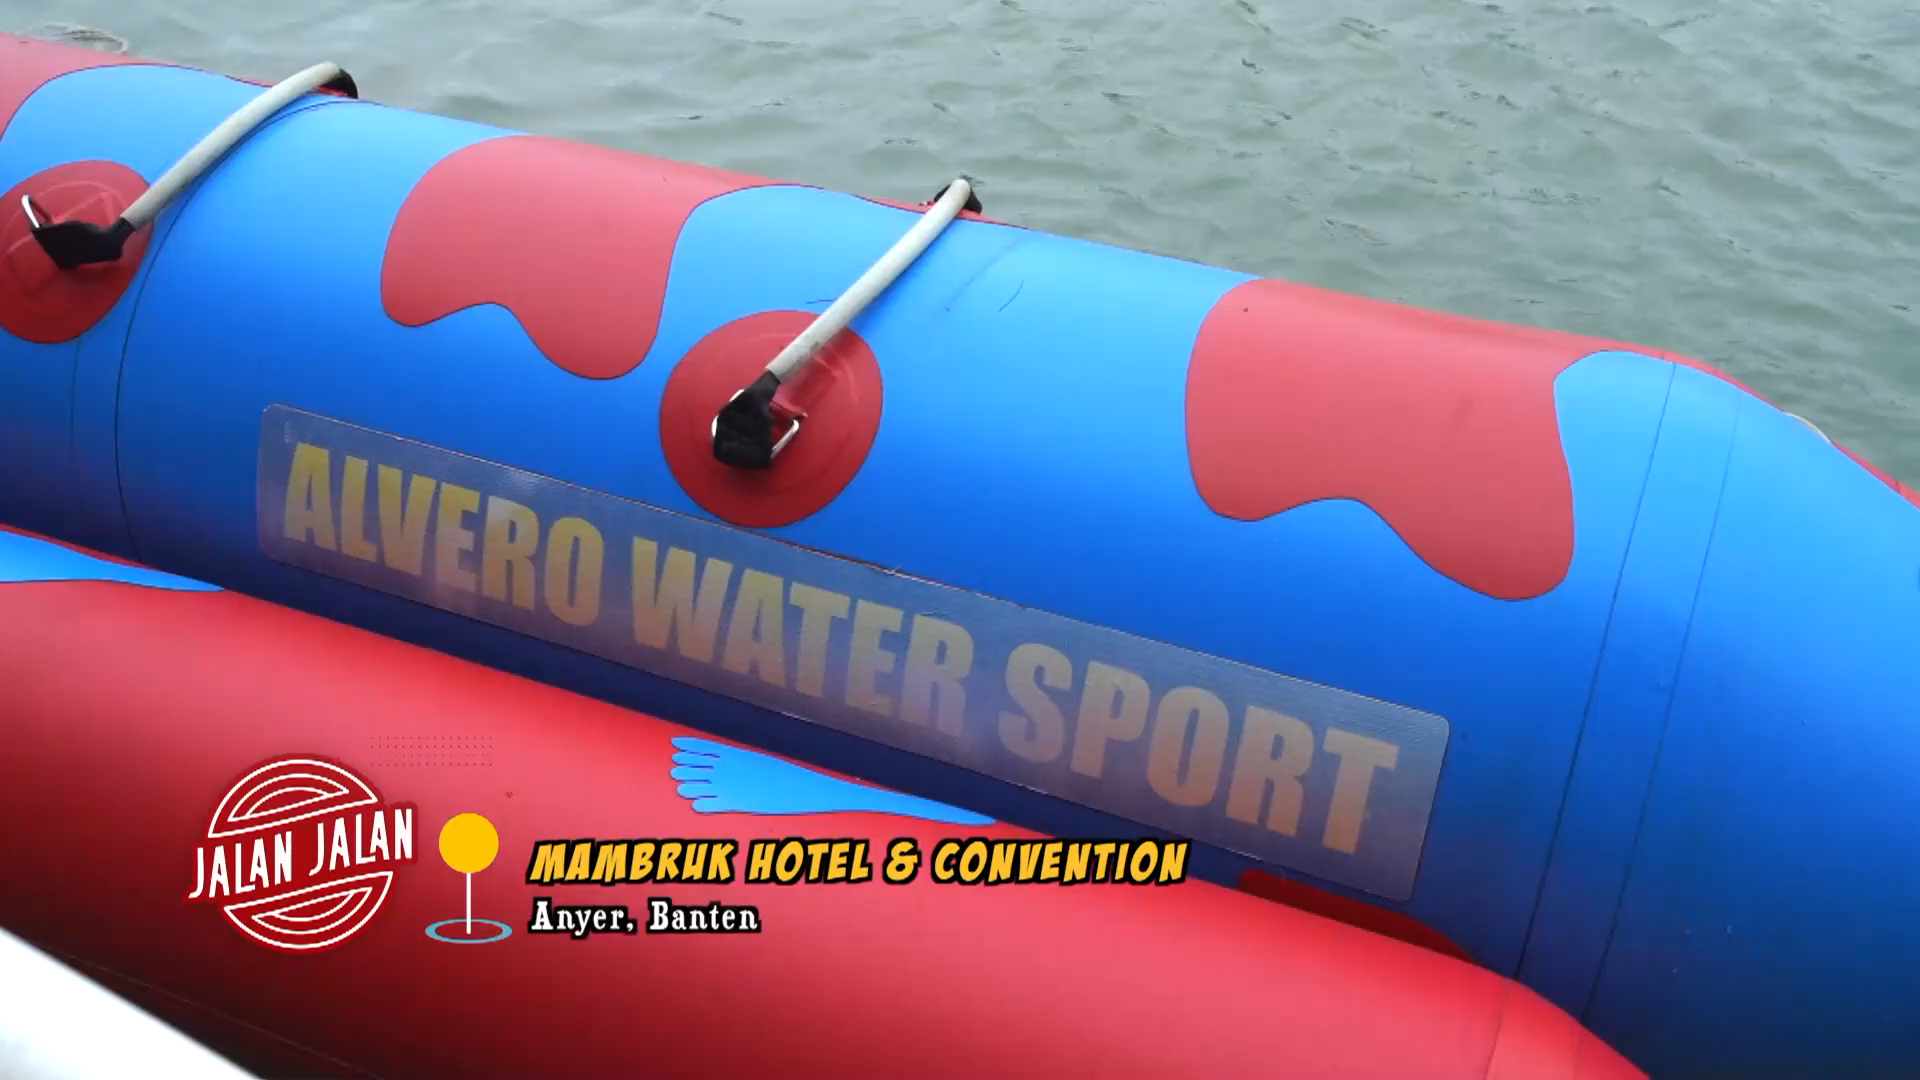 ALVERO WATER SPORT
JALAN JALAN
MAMBRUK HOTEL & CONVENTION
Anyer, Banten